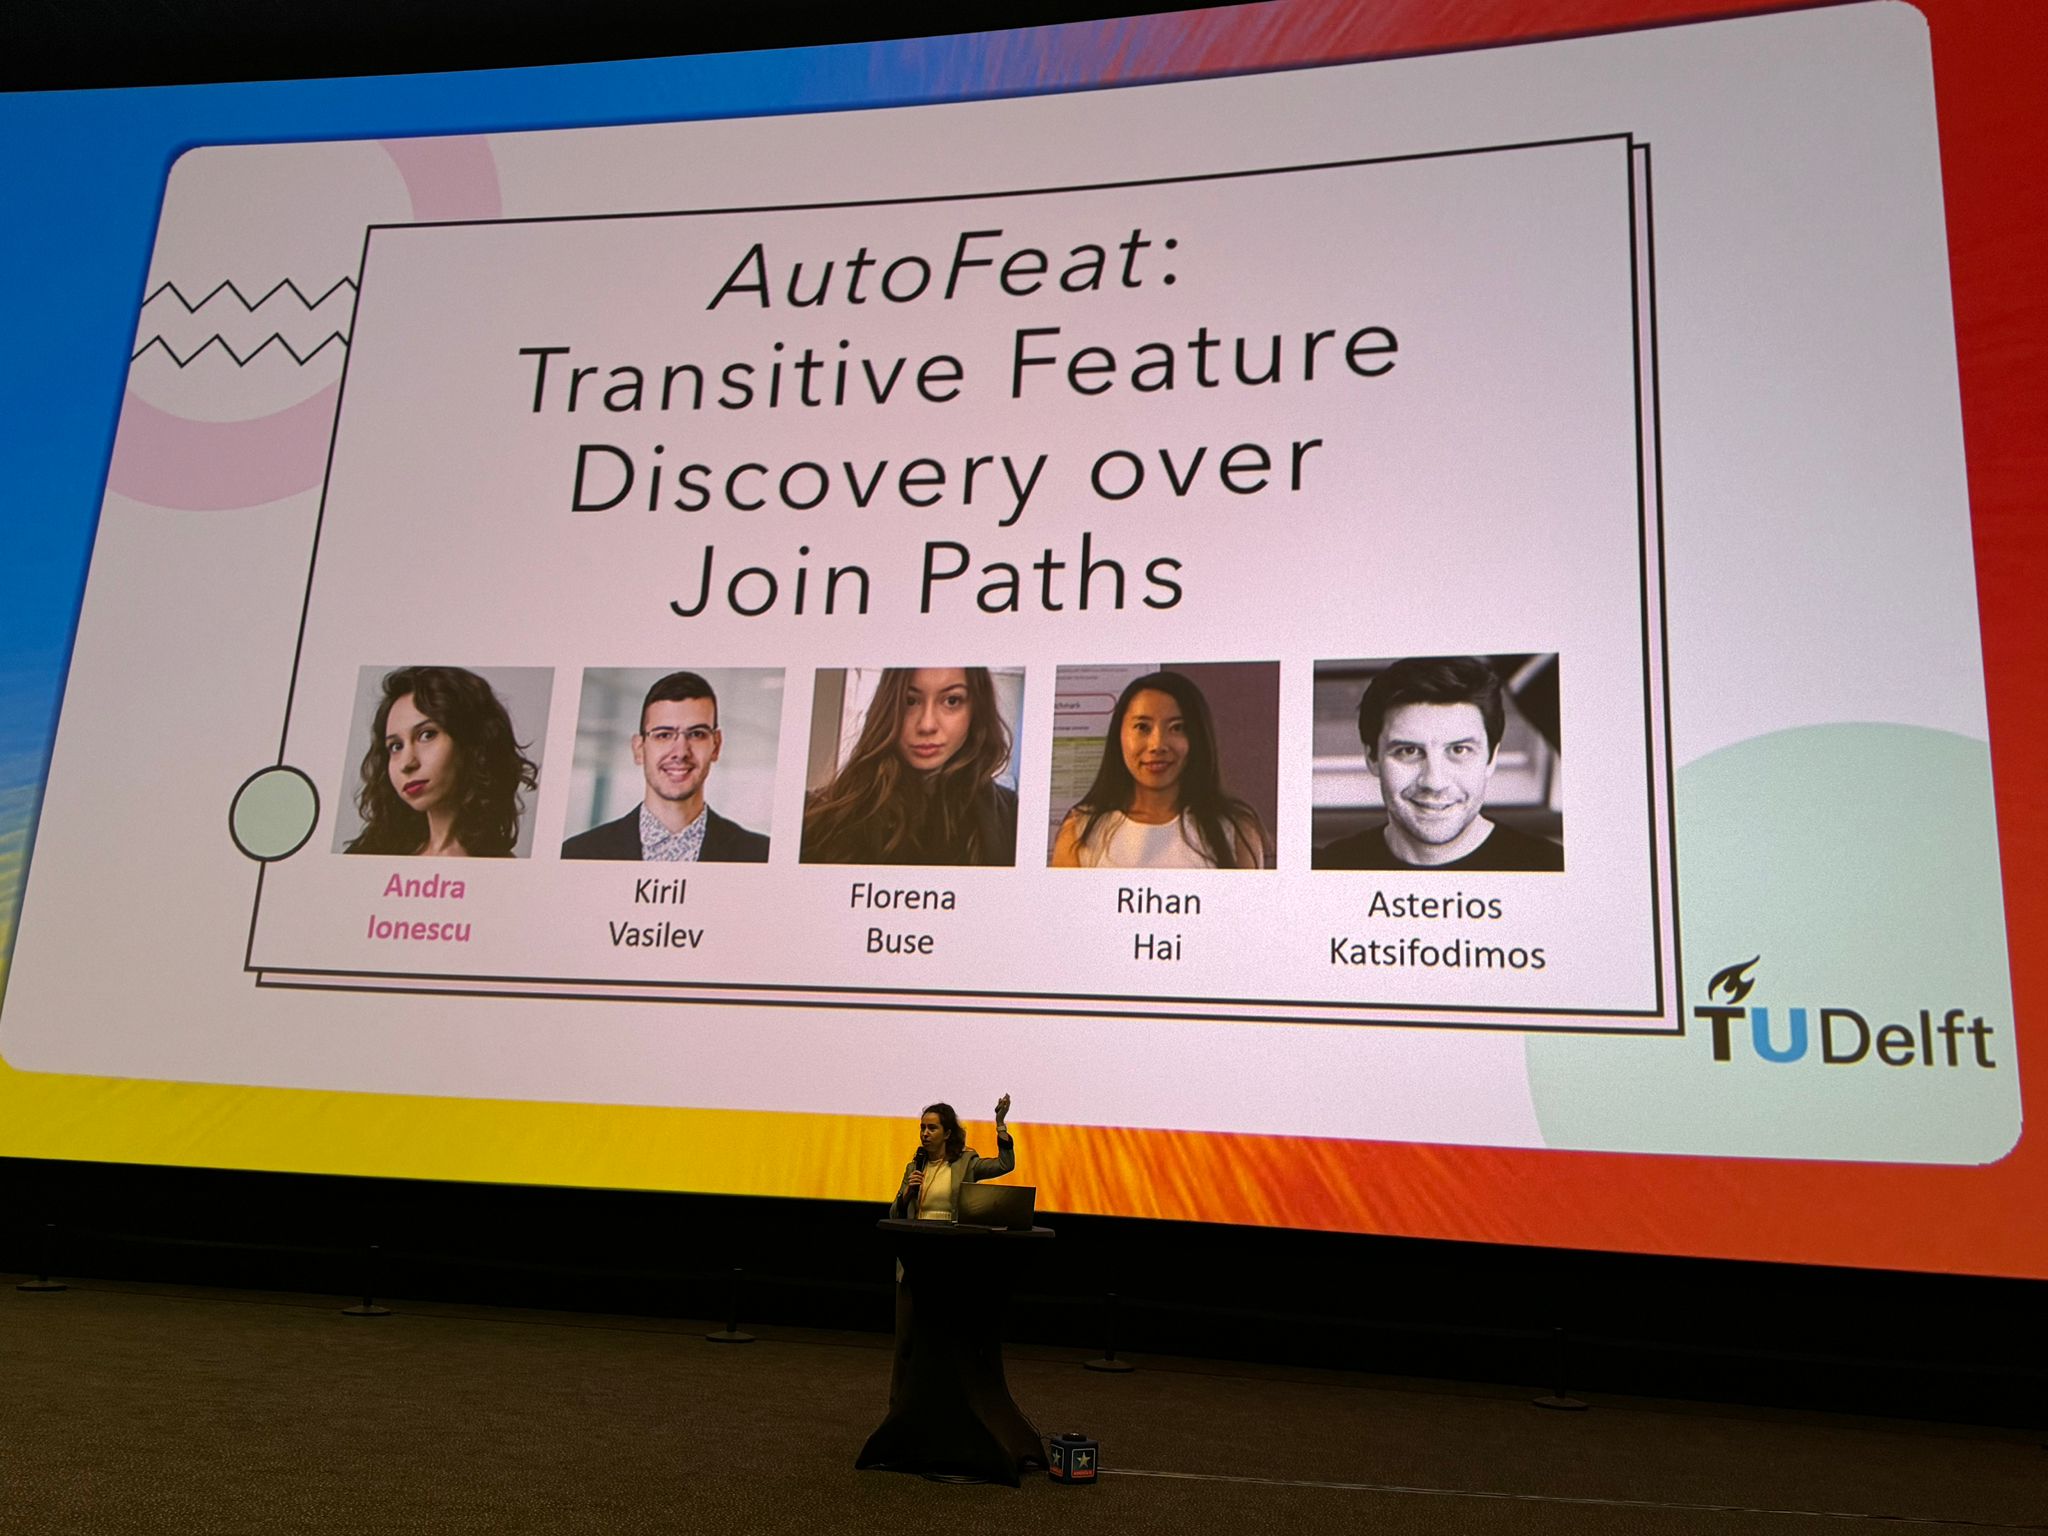 AutoFeat:
Transitive Feature
Discovery over
Join Paths
Andra
Ionescu
Kiril
Vasilev
Florena
Buse
Rihan
Hai
Asterios
Katsifodimos
TUDelft